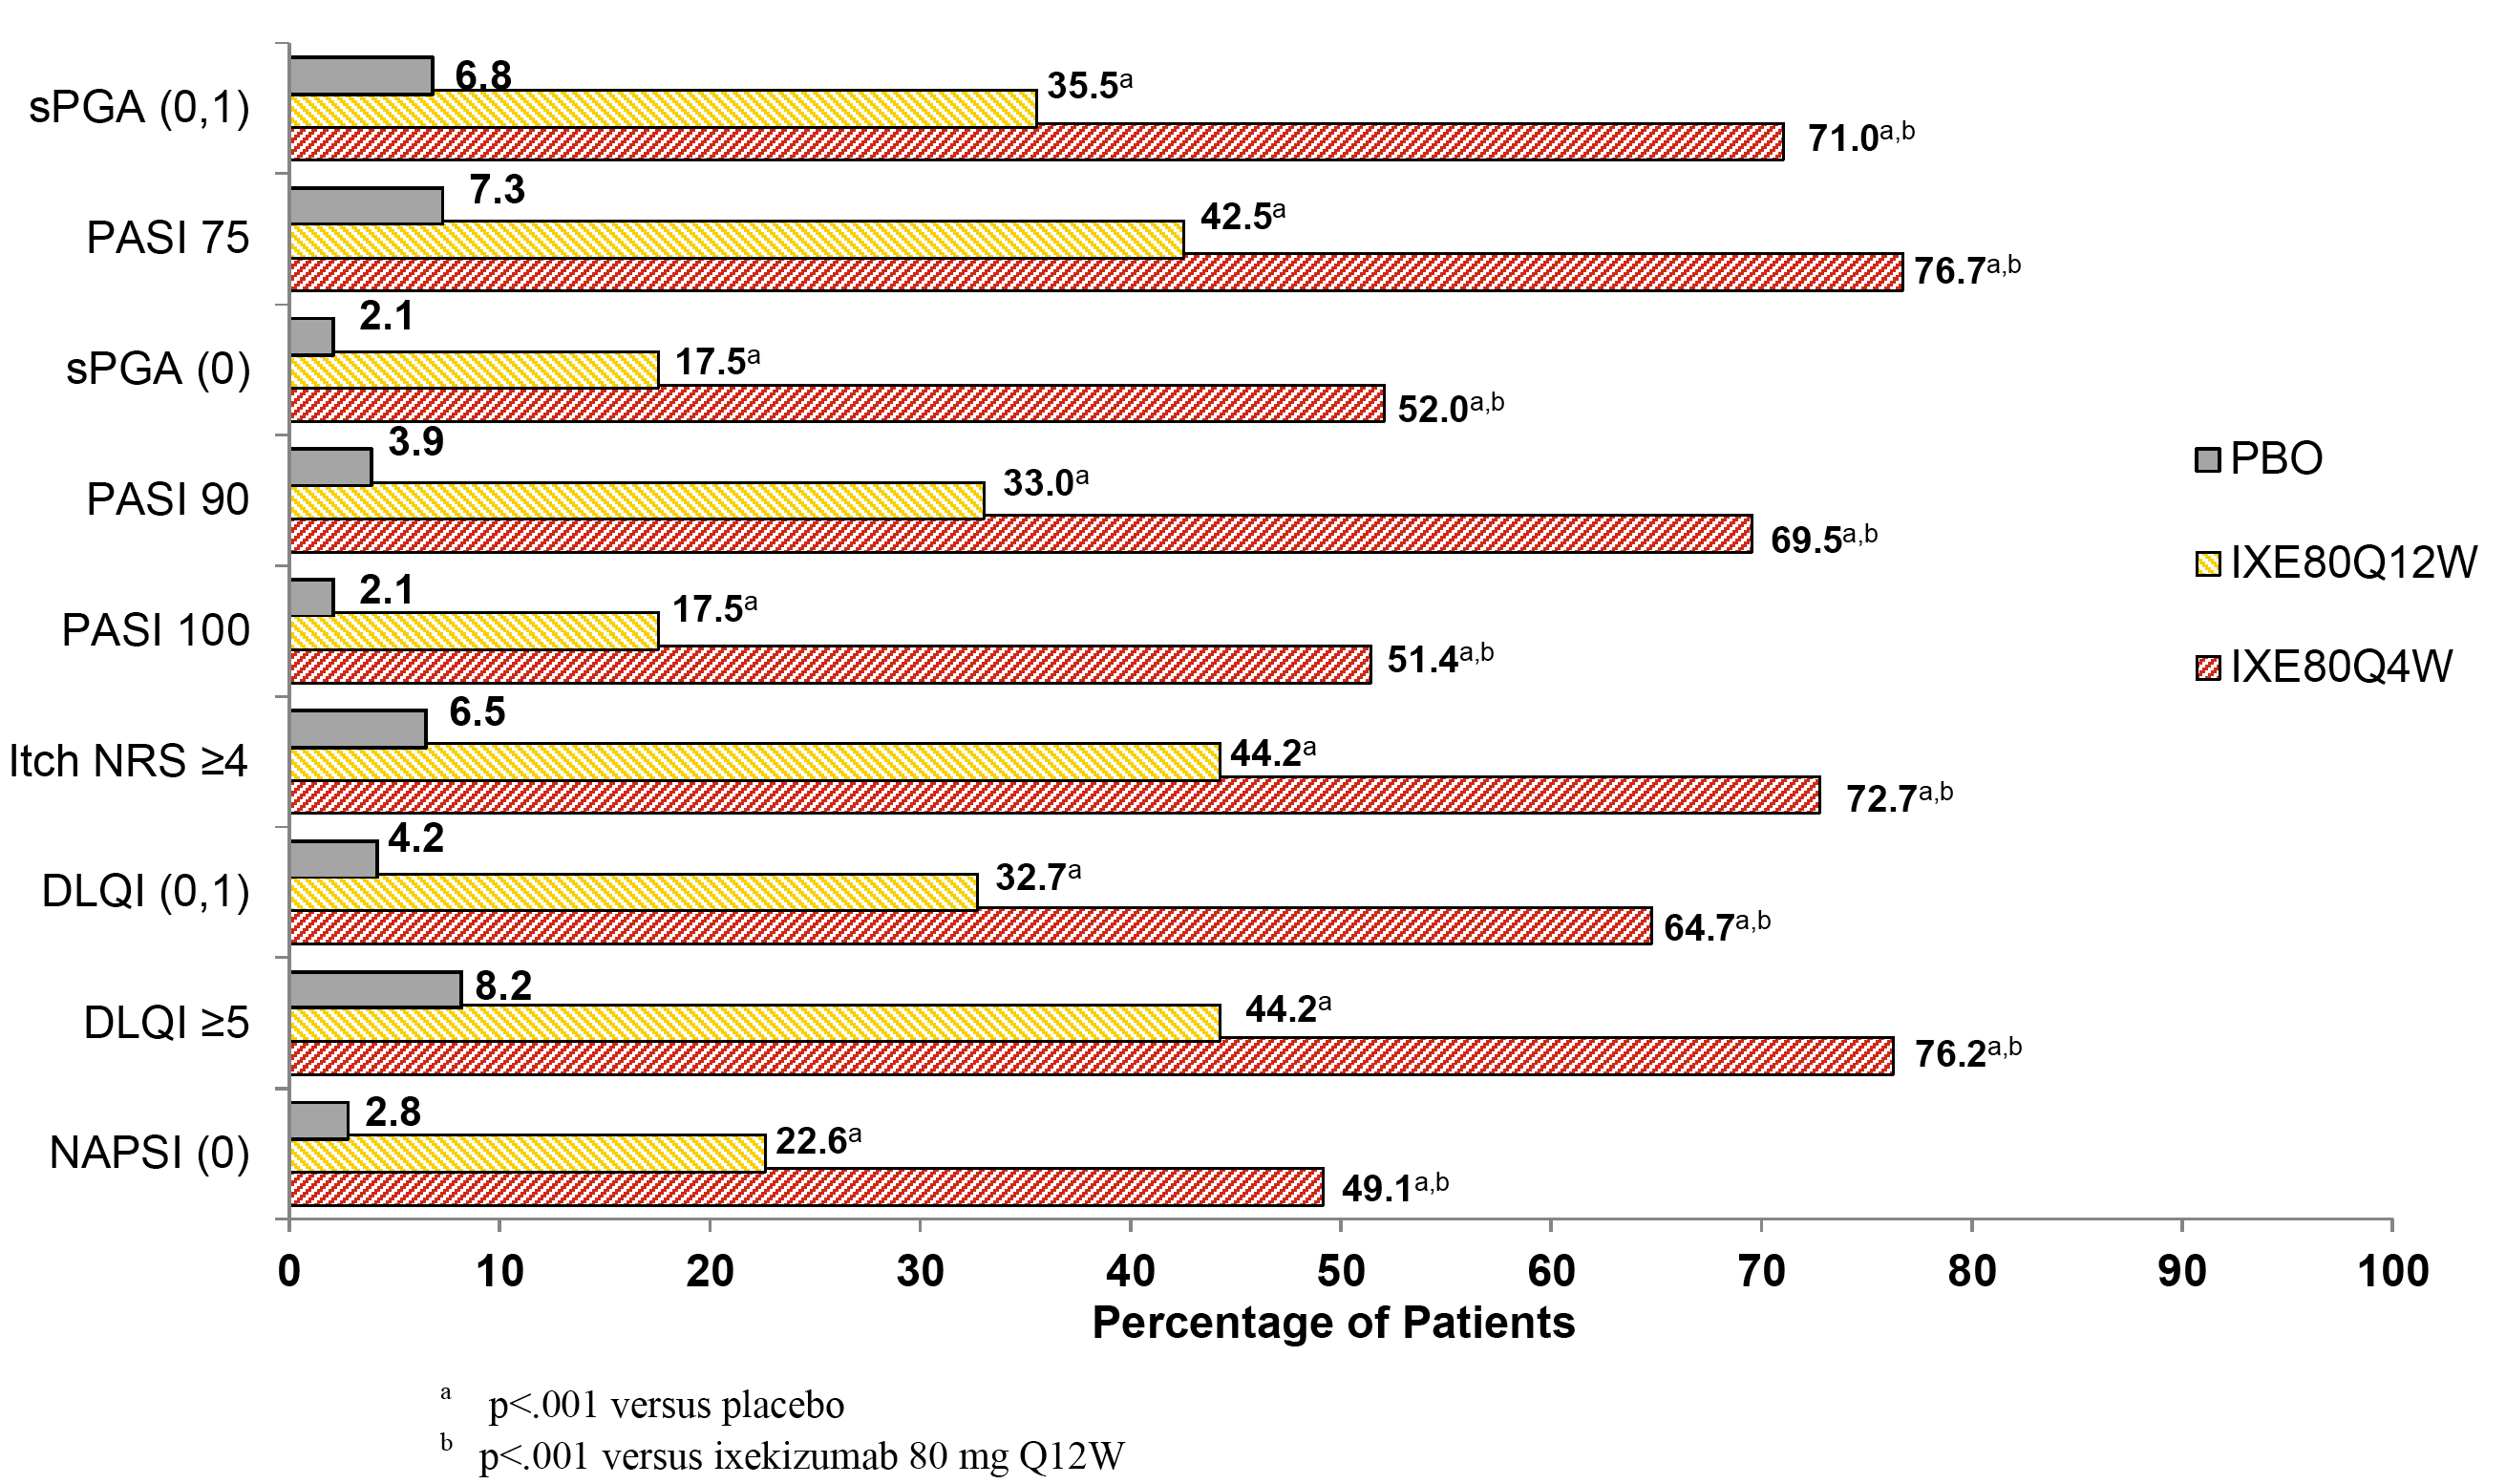 sPGA (0,1)
6.8
35.5a
71.0a,b
PASI 75
7.3
42.5a
76.7a,b
sPGA (0)
2.1
17.5a
52.0a,b
PASI 90
3.9
33.0a
69.5a,b
PASI 100
2.1
17.5a
51.4a,b
Itch NRS ≥4
6.5
44.2a
72.7a,b
DLQI (0,1)
4.2
32.7a
64.7a,b
DLQI ≥5
8.2
44.2a
76.2a,b
NAPSI (0)
2.8
22.6a
49.1a,b
PBO
IXE80Q12W
IXE80Q4W
0 10 20 30 40 50 60 70 80 90 100
Percentage of Patients
a p<.001 versus placebo
b p<.001 versus ixekizumab 80 mg Q12W